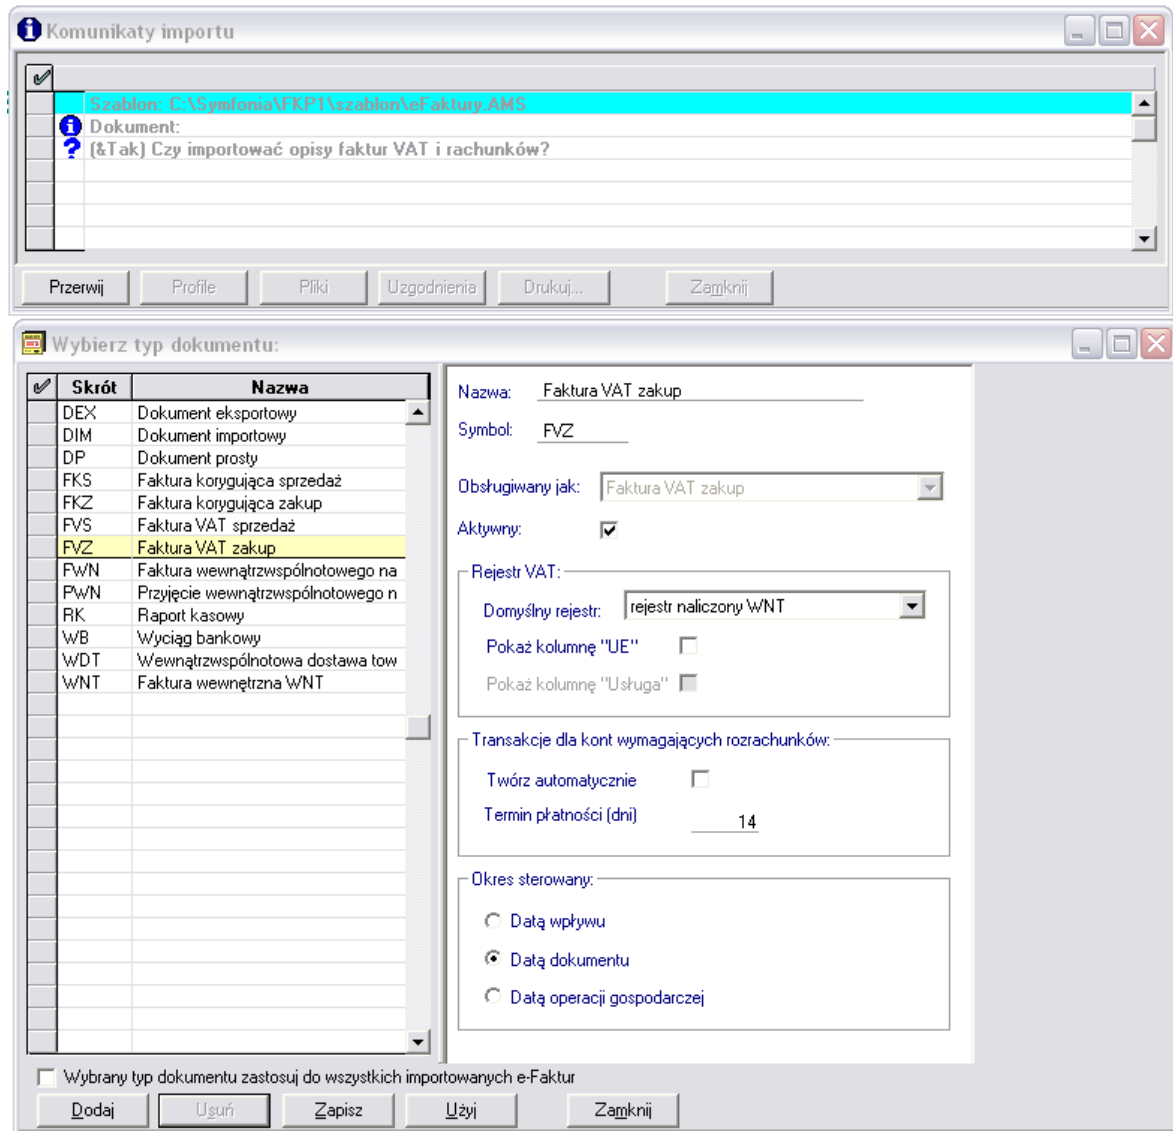 Komunikaty importu
Szablon: C:\Symfonia\FKP1\szablon\eFaktury.AMS
Dokument:
(&Tak) Czy importować opisy faktur VAT i rachunków?
Przerwij Profile Pliki Uzgodnienia Drukuj... Zamknij
Wybierz typ dokumentu:
Skrót Nazwa
DEX Dokument eksportowy
DIM Dokument importowy
DP Dokument prosty
FKS Faktura korygująca sprzedaż
FKZ Faktura korygująca zakup
FVS Faktura VAT sprzedaż
FVZ Faktura VAT zakup
FWN Faktura wewnątrzwspólnotowego na
PWN Przyjęcie wewnątrzwspólnotowego n
RK Raport kasowy
WB Wyciąg bankowy
WDT Wewnątrzwspólnotowa dostawa tow
WNT Faktura wewnętrzna WNT
Nazwa: Faktura VAT zakup
Symbol: FVZ
Obsługiwany jak: Faktura VAT zakup
Aktywny:
Rejestr VAT:
Domyślny rejestr: rejestr naliczony WNT
Pokaż kolumnę "UE"
Pokaż kolumnę "Usługa"
Transakcje dla kont wymagających rozrachunków:
Twórz automatycznie
Termin płatności (dni) 14
Okres sterowany:
Datą wpływu
Datą dokumentu
Datą operacji gospodarczej
Wybrany typ dokumentu zastosuj do wszystkich importowanych e-Faktur
Dodaj Usuń Zapisz Użyj Zamknij